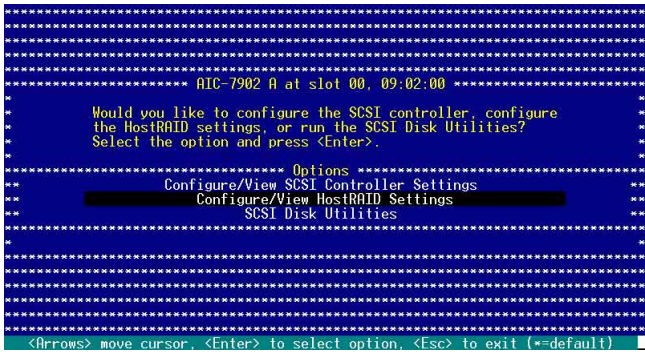 AIC-7902 A at slot 00, 09:02:00
Would you like to configure the SCSI controller, configure
the HostRAID settings, or run the SCSI Disk Utilities?
Select the option and press <Enter>.
Options
Configure/View SCSI Controller Settings
Configure/View HostRAID Settings
SCSI Disk Utilities
<Arrows> move cursor, <Enter> to select option, <Esc> to exit (*=default)